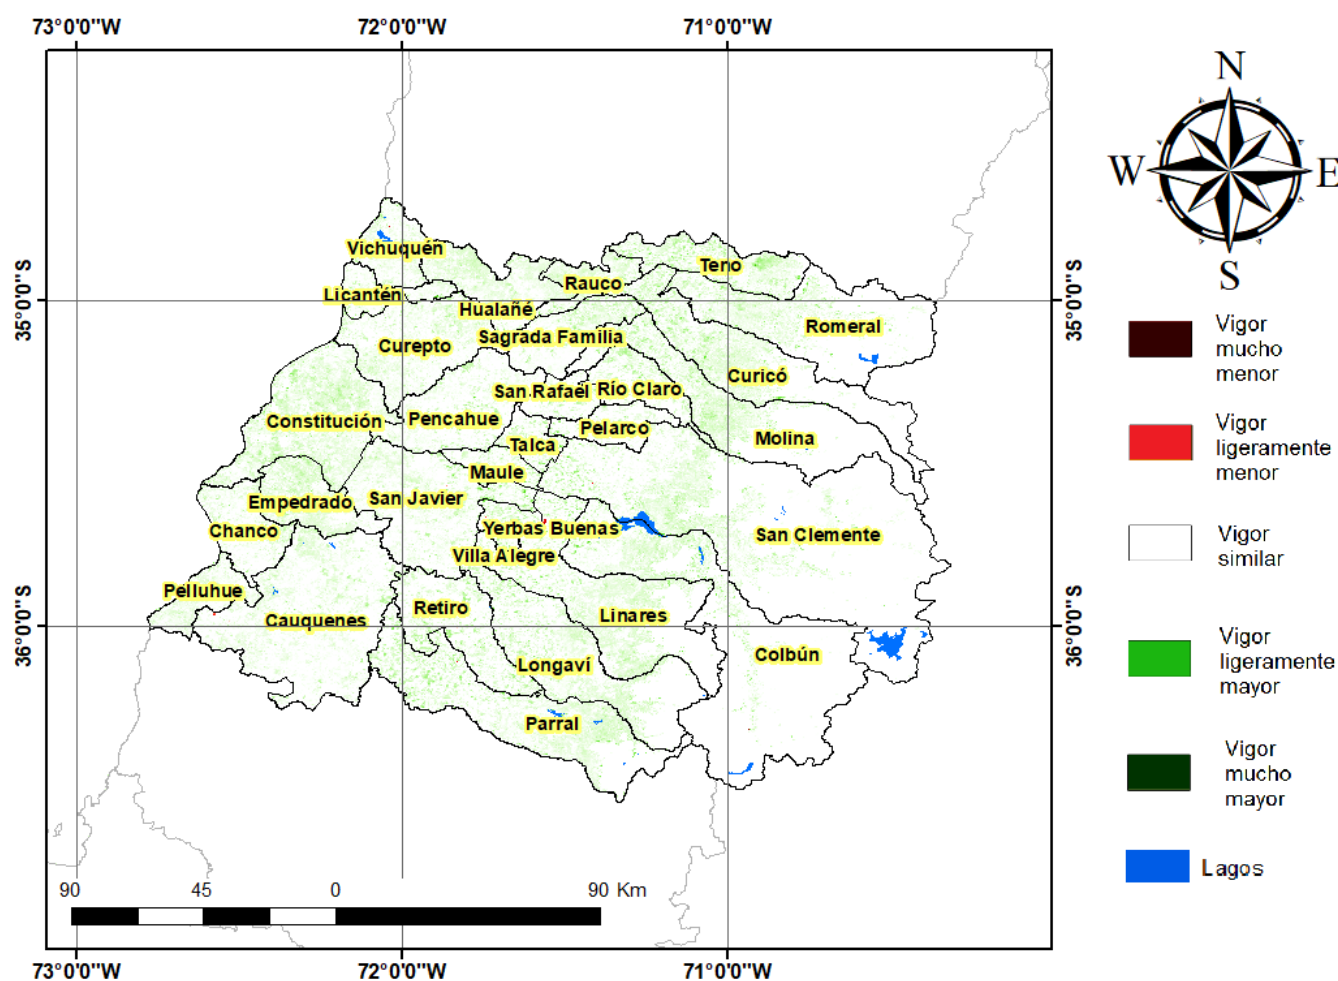 73°0'0"W 72°0'0"W 71°0'0"W
N
W E
S
35°0'0"S
35°0'0"S
36°0'0"S
36°0'0"S
Vichuquén
Teno
Rauco
Licantén
Hualañé
Romeral
Sagrada Familia
Curepto
Curicó
San Rafael
Río Claro
Constitución
Pencahue
Pelarco
Molina
Talca
Maule
San Javier
Empedrado
Chanco
Yerbas Buenas
San Clemente
Villa Alegre
Pelluhue
Retiro
Linares
Cauquenes
Colbún
Longaví
Parral
90 45 0 90 Km
73°0'0"W 72°0'0"W 71°0'0"W
Vigor
mucho
menor
Vigor
ligeramente
menor
Vigor
similar
Vigor
ligeramente
mayor
Vigor
mucho
mayor
Lagos